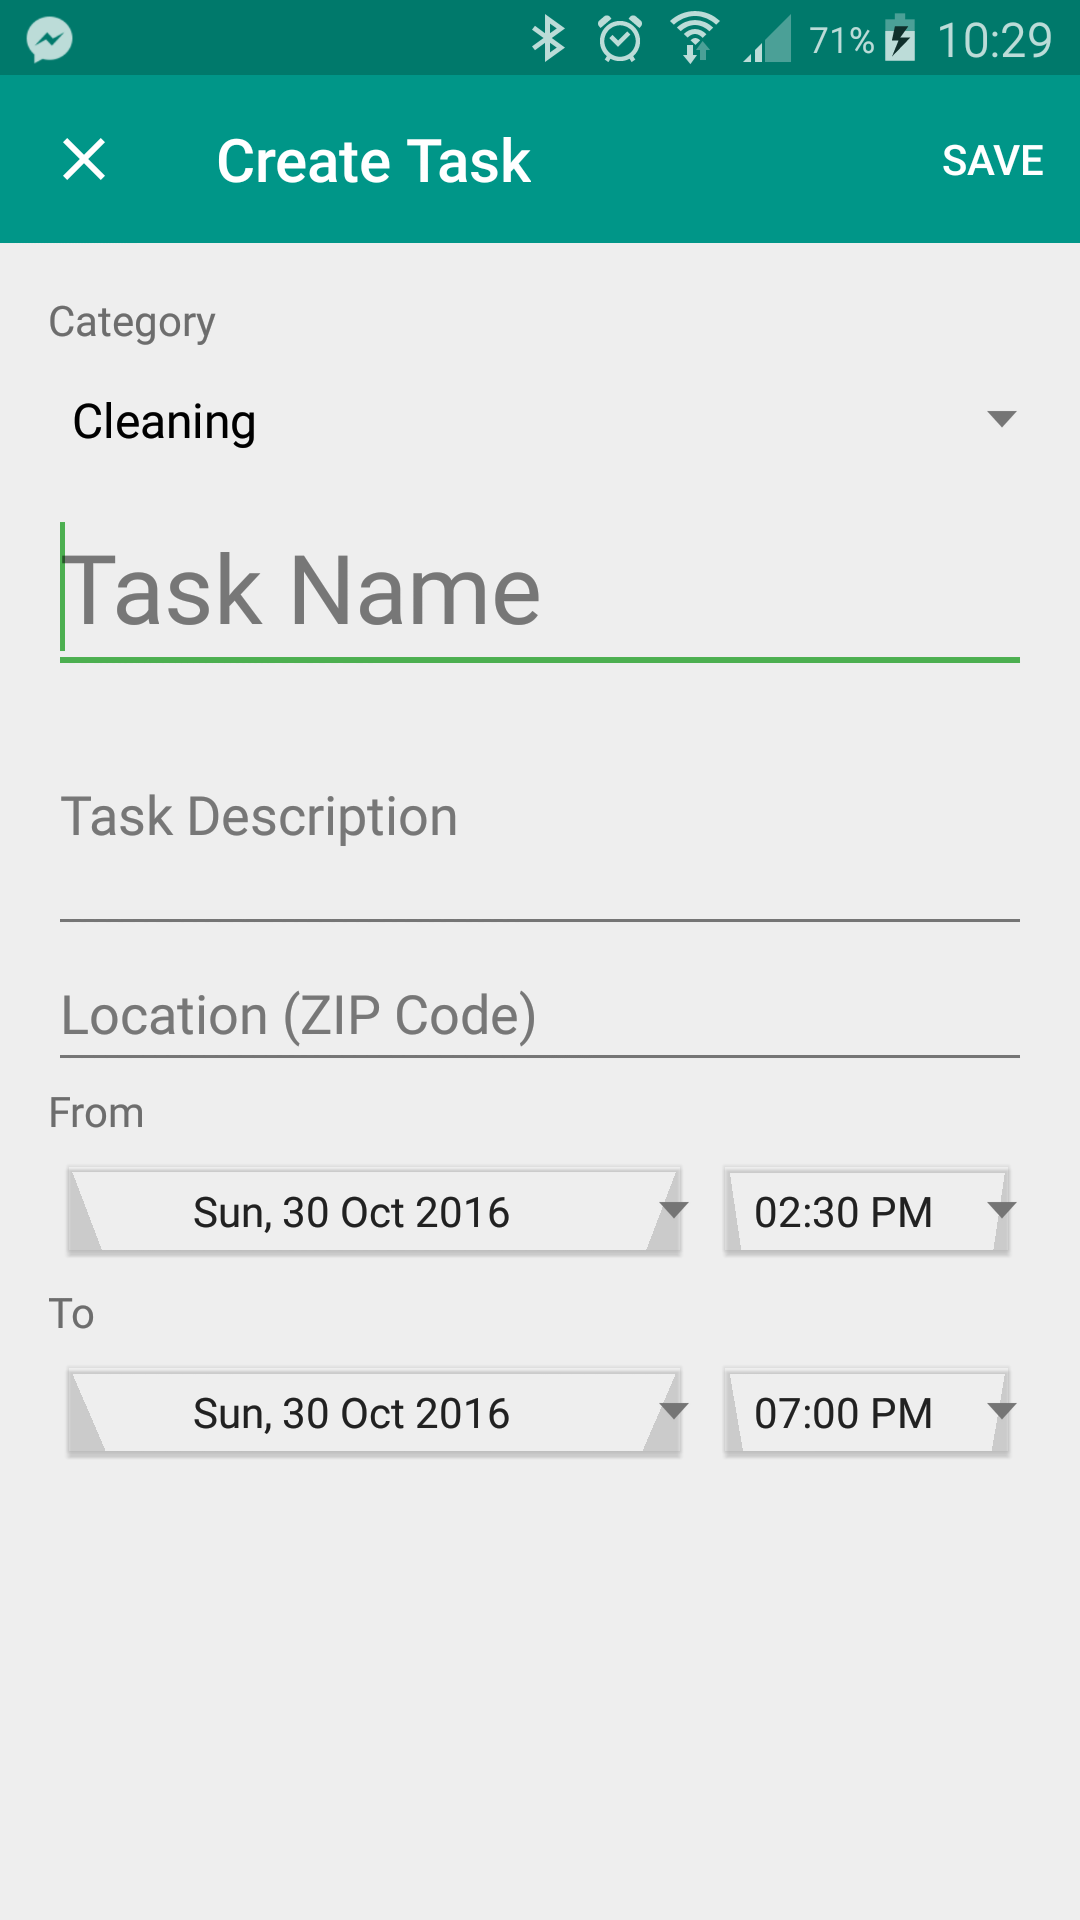 71% 10:29
Create Task SAVE
Category
Cleaning
Task Name
Task Description
Location (ZIP Code)
From
Sun, 30 Oct 2016 02:30 PM
To
Sun, 30 Oct 2016 07:00 PM